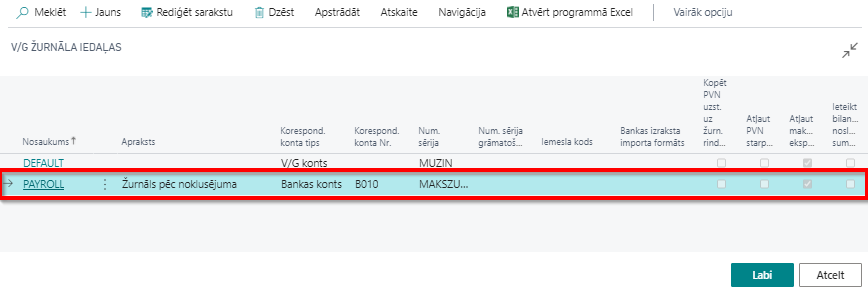 Meklēt Jauns Rediģēt sarakstu Dzēst Apstrādāt Atskaite Navigācija Atvērt programmā Excel Vairāk opciju
V/G ŽURNĀLA IEDAĻAS
Nosaukums↑ Apraksts Korespond. konta tips Korespond. konta Nr. Num. sērija Num. sērija grāmatoš... Iemesla kods Bankas izraksta importa formāts Kopēt PVN uzst. uz žurn. rind... Atļaut PVN starp... Atļaut mak... eksp... Ieteikt bilan... nosl... sum...
DEFAULT V/G konts MUZIN
PAYROLL Žurnāls pēc noklusējuma Bankas konts B010 MAKSZU...
Labi Atcelt